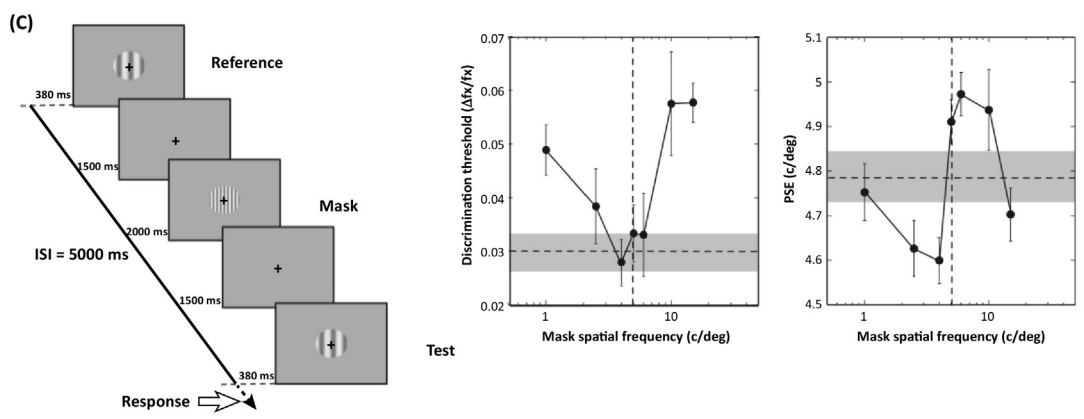 (C)
Reference
380 ms
1500 ms
Mask
2000 ms
ISI = 5000 ms
1500 ms
Test
380 ms
Response
Discrimination threshold (Δfx/fx)
0.07
0.06
0.05
0.04
0.03
0.02
1
10
Mask spatial frequency (c/deg)
PSE (c/deg)
5.1
5
4.9
4.8
4.7
4.6
4.5
1
10
Mask spatial frequency (c/deg)